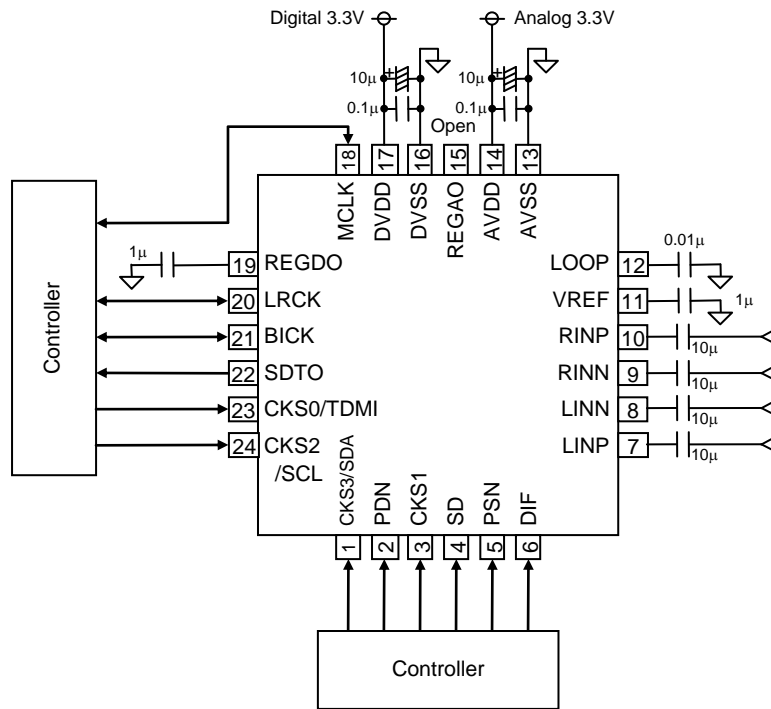 Digital 3.3V
Analog 3.3V
10μ
+
10μ
+
0.1μ
0.1μ
Open
18
17
16
15
14
13
MCLK
DVDD
DVSS
REGAO
AVDD
AVSS
Controller
1μ
19
REGDO
LOOP
12
0.01μ
20
LRCK
VREF
11
1μ
21
BICK
RINP
10
10μ
22
SDTO
RINN
9
10μ
23
CKS0/TDMI
LINN
8
10μ
24
CKS2
/SCL
LINP
7
10μ
CKS3/SDA
PDN
CKS1
SD
PSN
DIF
1
2
3
4
5
6
Controller